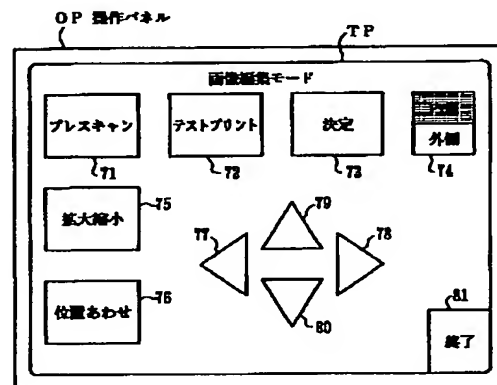 OP 操作パネル
TP
画像編集モード
プレスキャン
テストプリント
決定
外側
71
72
73
74
拡大縮小
75
79
77
78
位置あわせ
76
80
81
終了